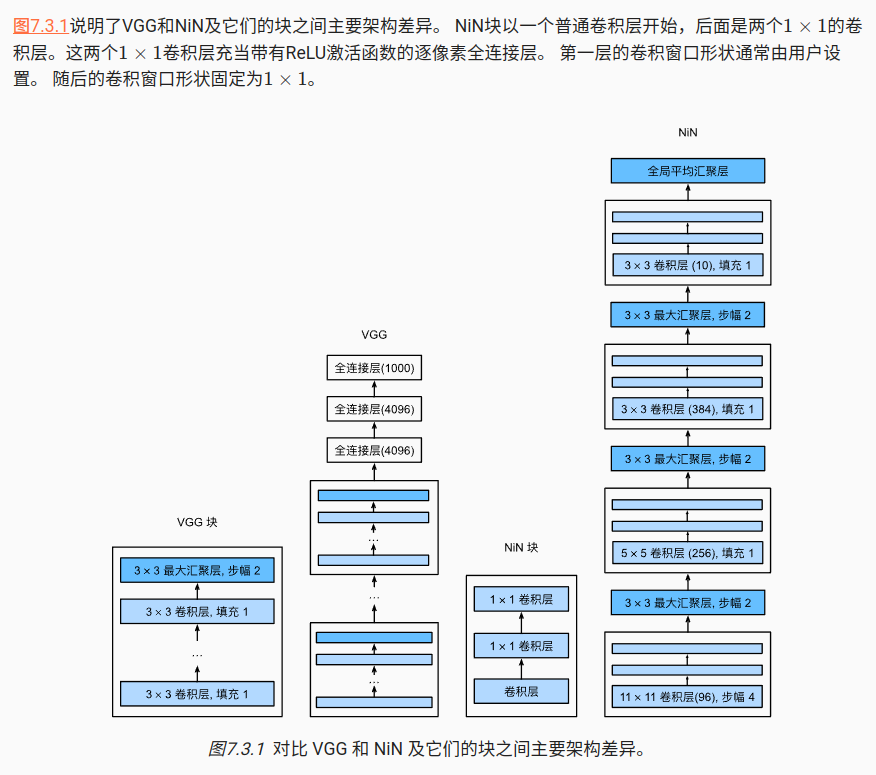 图7.3.1说明了VGG和NiN及它们的块之间主要架构差异。 NiN块以一个普通卷积层开始，后面是两个1 × 1的卷
积层。这两个1 × 1卷积层充当带有ReLU激活函数的逐像素全连接层。 第一层的卷积窗口形状通常由用户设
置。 随后的卷积窗口形状固定为1 × 1。
VGG 块
3 × 3 最大汇聚层, 步幅 2
3 × 3 卷积层, 填充 1
...
3 × 3 卷积层, 填充 1
VGG
全连接层(1000)
全连接层(4096)
全连接层(4096)
...
...
...
NiN 块
1 × 1 卷积层
1 × 1 卷积层
卷积层
NiN
全局平均汇聚层
3 × 3 卷积层 (10), 填充 1
3 × 3 最大汇聚层, 步幅 2
3 × 3 卷积层 (384), 填充 1
3 × 3 最大汇聚层, 步幅 2
5 × 5 卷积层 (256), 填充 1
3 × 3 最大汇聚层, 步幅 2
11 × 11 卷积层(96), 步幅 4
图7.3.1 对比 VGG 和 NiN 及它们的块之间主要架构差异。